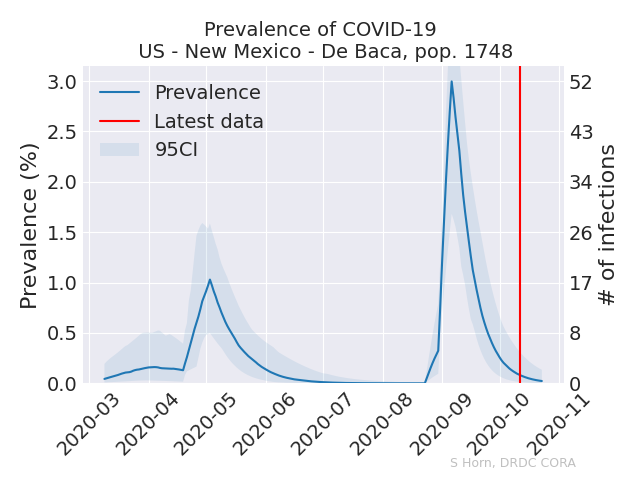 Prevalence of COVID-19
US - New Mexico - De Baca, pop. 1748
Prevalence
Latest data
95CI
Prevalence (%)
3.0
2.5
2.0
1.5
1.0
0.5
0.0
52
43
34
26
17
8
0
# of infections
2020-03
2020-04
2020-05
2020-06
2020-07
2020-08
2020-09
2020-10
2020-11
S Horn, DRDC CORA